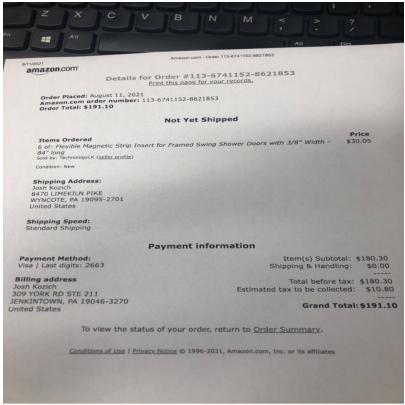 Z X C V B N M
Alt
8/11/2021
Amazon.com - Order 113-6741152-8621853
amazon.com
Details for Order #113-6741152-8621853
Print this page for your records.
Order Placed: August 11, 2021
Amazon.com order number: 113-6741152-8621853
Order Total: $191.10
Not Yet Shipped
Items Ordered Price
6 of: Flexible Magnetic Strip Insert for Framed Swing Shower Doors with 3/8" Width - $30.05
84" long
Sold by: TechnologyLK (seller profile)
Condition: New
Shipping Address:
Josh Kozich
8470 LIMEKILN PIKE
WYNCOTE, PA 19095-2701
United States
Shipping Speed:
Standard Shipping
Payment information
Payment Method:
Visa | Last digits: 2663
Item(s) Subtotal: $180.30
Shipping & Handling: $0.00
-----
Billing address
Josh Kozich
309 YORK RD STE 211
JENKINTOWN, PA 19046-3270
United States
Total before tax: $180.30
Estimated tax to be collected: $10.80
-----
Grand Total: $191.10
To view the status of your order, return to Order Summary.
Conditions of Use | Privacy Notice © 1996-2031, Amazon.com, Inc. or its affiliates